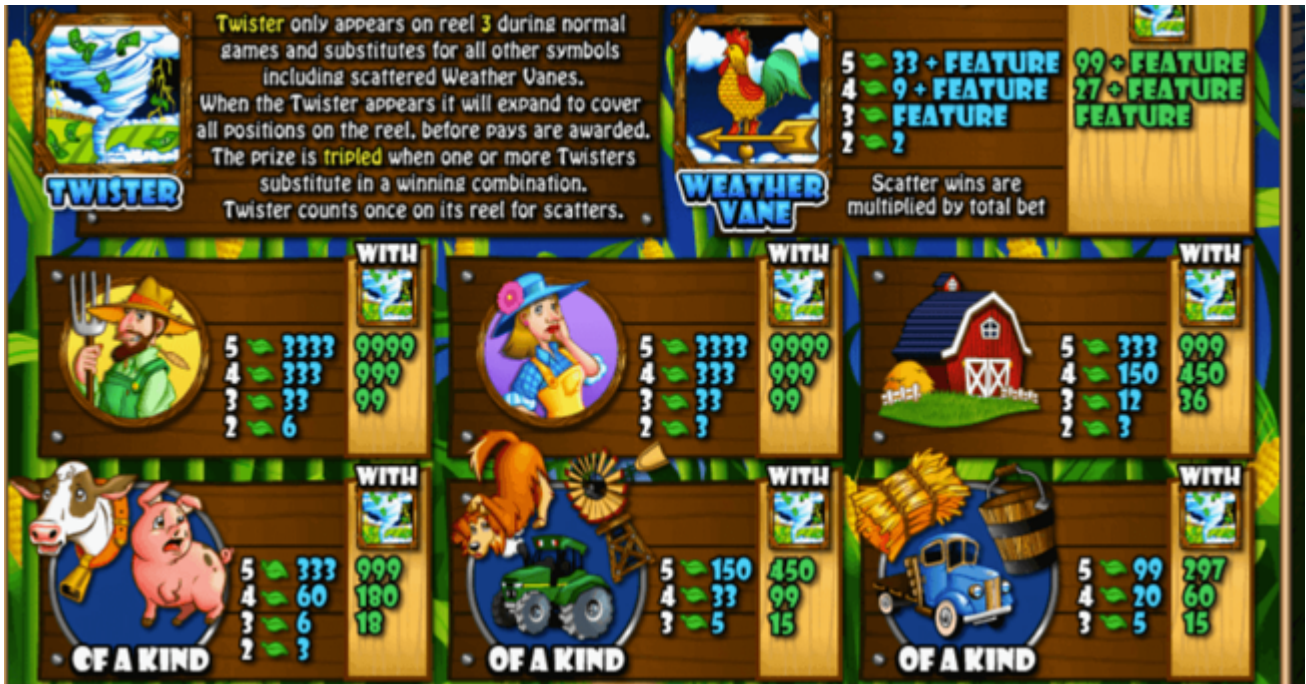 Twister only appears on reel 3 during normal
games and substitutes for all other symbols
including scattered Weather Vanes.
When the Twister appears it will expand to cover
all positions on the reel, before pays are awarded.
The prize is tripled when one or more Twisters
substitute in a winning combination.
Twister counts once on its reel for scatters.
TWISTER
WEATHER
VANE
5 33 + FEATURE 99 + FEATURE
4 9 + FEATURE 27 + FEATURE
3 FEATURE FEATURE
2 2
Scatter wins are
multiplied by total bet
WITH
5 3333 9999
4 333 999
3 33 99
2 6
WITH
5 3333 9999
4 333 999
3 33 99
2 3
WITH
5 333 999
4 150 450
3 12 36
2 3
WITH
5 333 999
4 60 180
3 6 18
2 3
OF A KIND
WITH
5 150 450
4 33 99
3 5 15
OF A KIND
WITH
5 99 297
4 20 60
3 5 15
OF A KIND